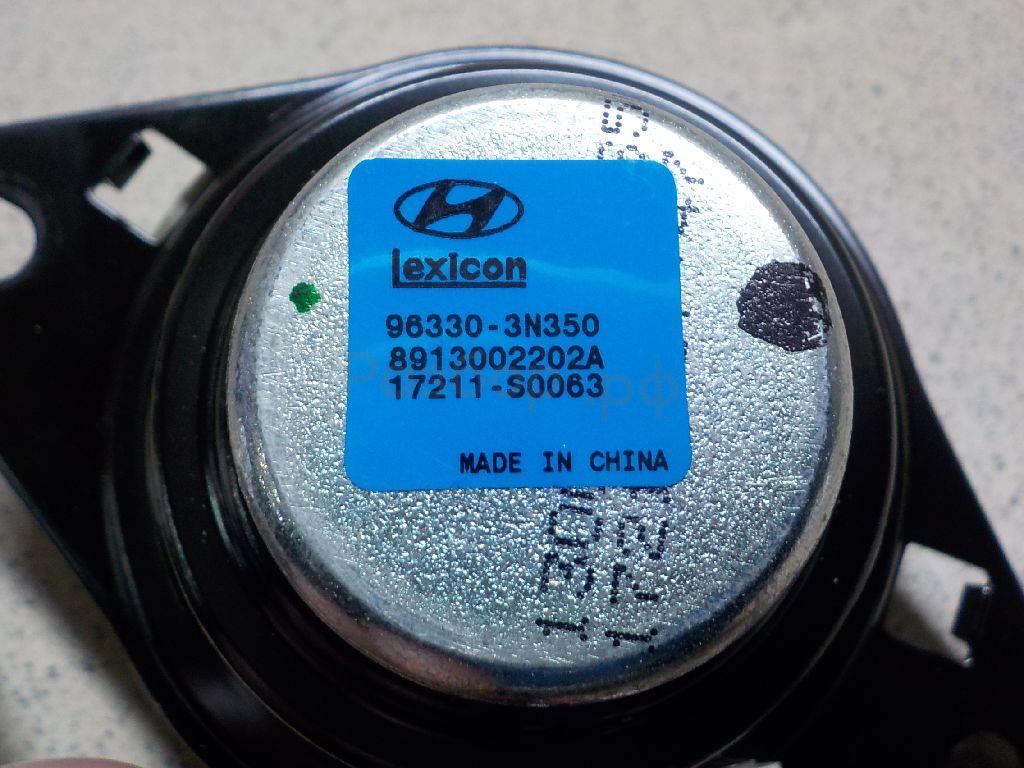 Lexicon
96330-3N350
8913002202A
17211-S0063
MADE IN CHINA